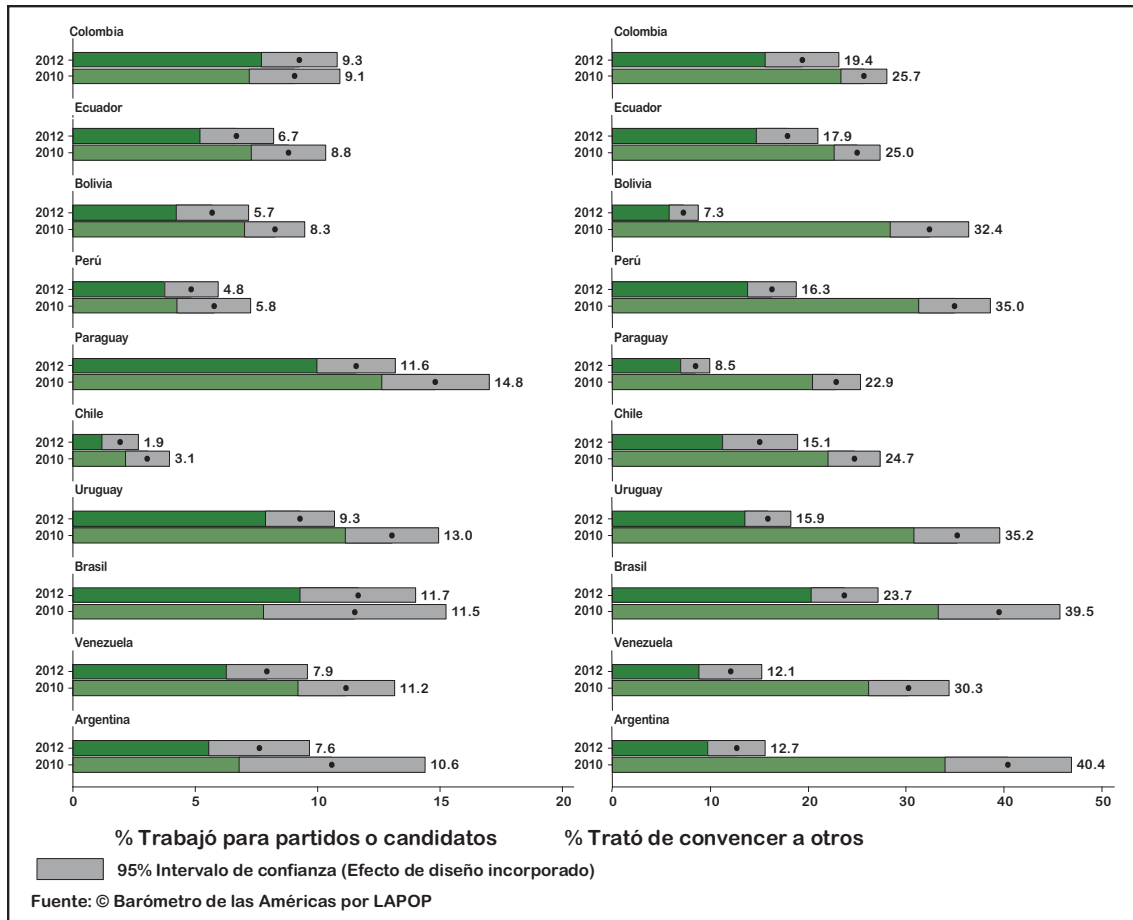 Colombia
2012 9.3
2010 9.1
Ecuador
2012 6.7
2010 8.8
Bolivia
2012 5.7
2010 8.3
Perú
2012 4.8
2010 5.8
Paraguay
2012 11.6
2010 14.8
Chile
2012 1.9
2010 3.1
Uruguay
2012 9.3
2010 13.0
Brasil
2012 11.7
2010 11.5
Venezuela
2012 7.9
2010 11.2
Argentina
2012 7.6
2010 10.6
0 5 10 15 20
% Trabajó para partidos o candidatos
Colombia
2012 19.4
2010 25.7
Ecuador
2012 17.9
2010 25.0
Bolivia
2012 7.3
2010 32.4
Perú
2012 16.3
2010 35.0
Paraguay
2012 8.5
2010 22.9
Chile
2012 15.1
2010 24.7
Uruguay
2012 15.9
2010 35.2
Brasil
2012 23.7
2010 39.5
Venezuela
2012 12.1
2010 30.3
Argentina
2012 12.7
2010 40.4
0 10 20 30 40 50
% Trató de convencer a otros
95% Intervalo de confianza (Efecto de diseño incorporado)
Fuente: © Barómetro de las Américas por LAPOP